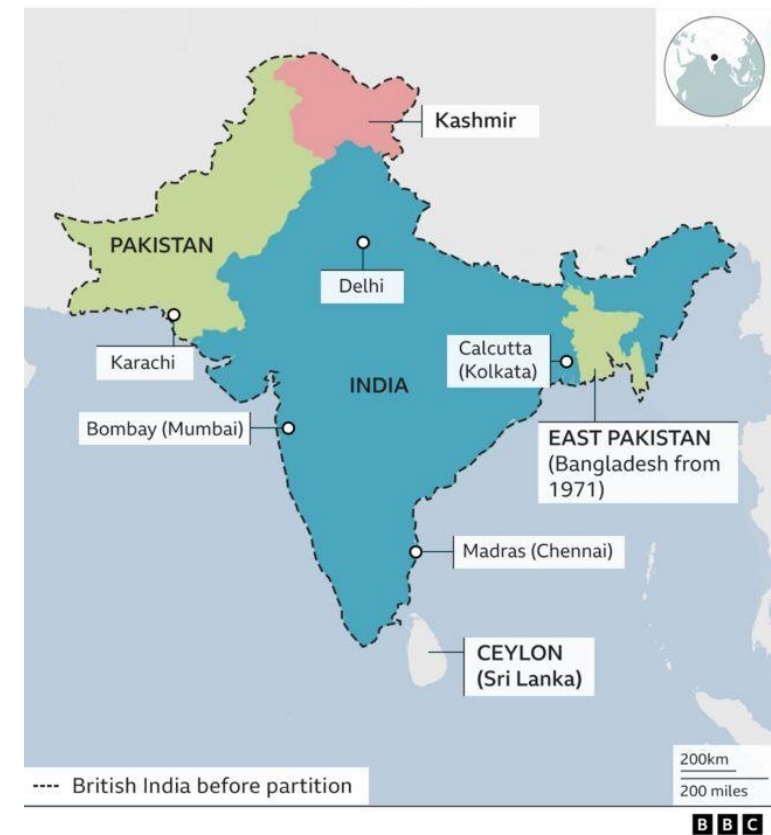 Kashmir
PAKISTAN
Delhi
Karachi
Calcutta
(Kolkata)
INDIA
Bombay (Mumbai)
EAST PAKISTAN
(Bangladesh from
1971)
Madras (Chennai)
CEYLON
(Sri Lanka)
200km
200 miles
---- British India before partition
BBC